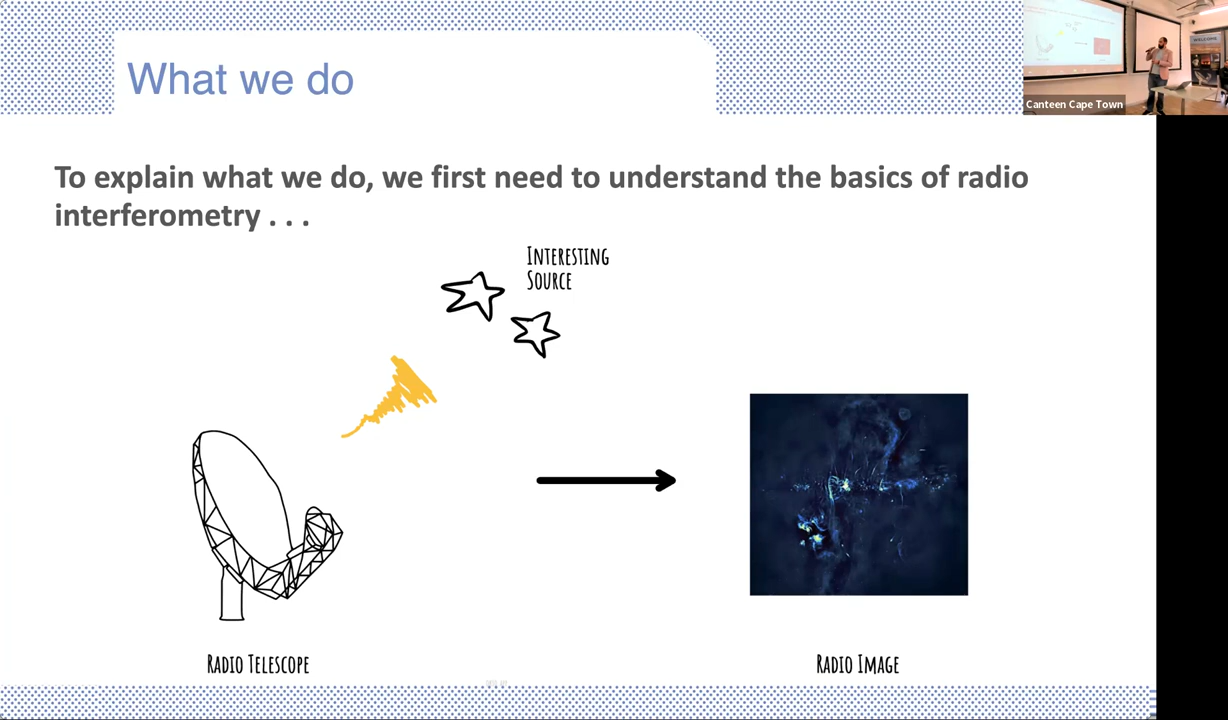 What we do
WELCOME
Canteen Cape Town
To explain what we do, we first need to understand the basics of radio
interferometry . . .
INTERESTING
SOURCE
RADIO TELESCOPE
RADIO IMAGE